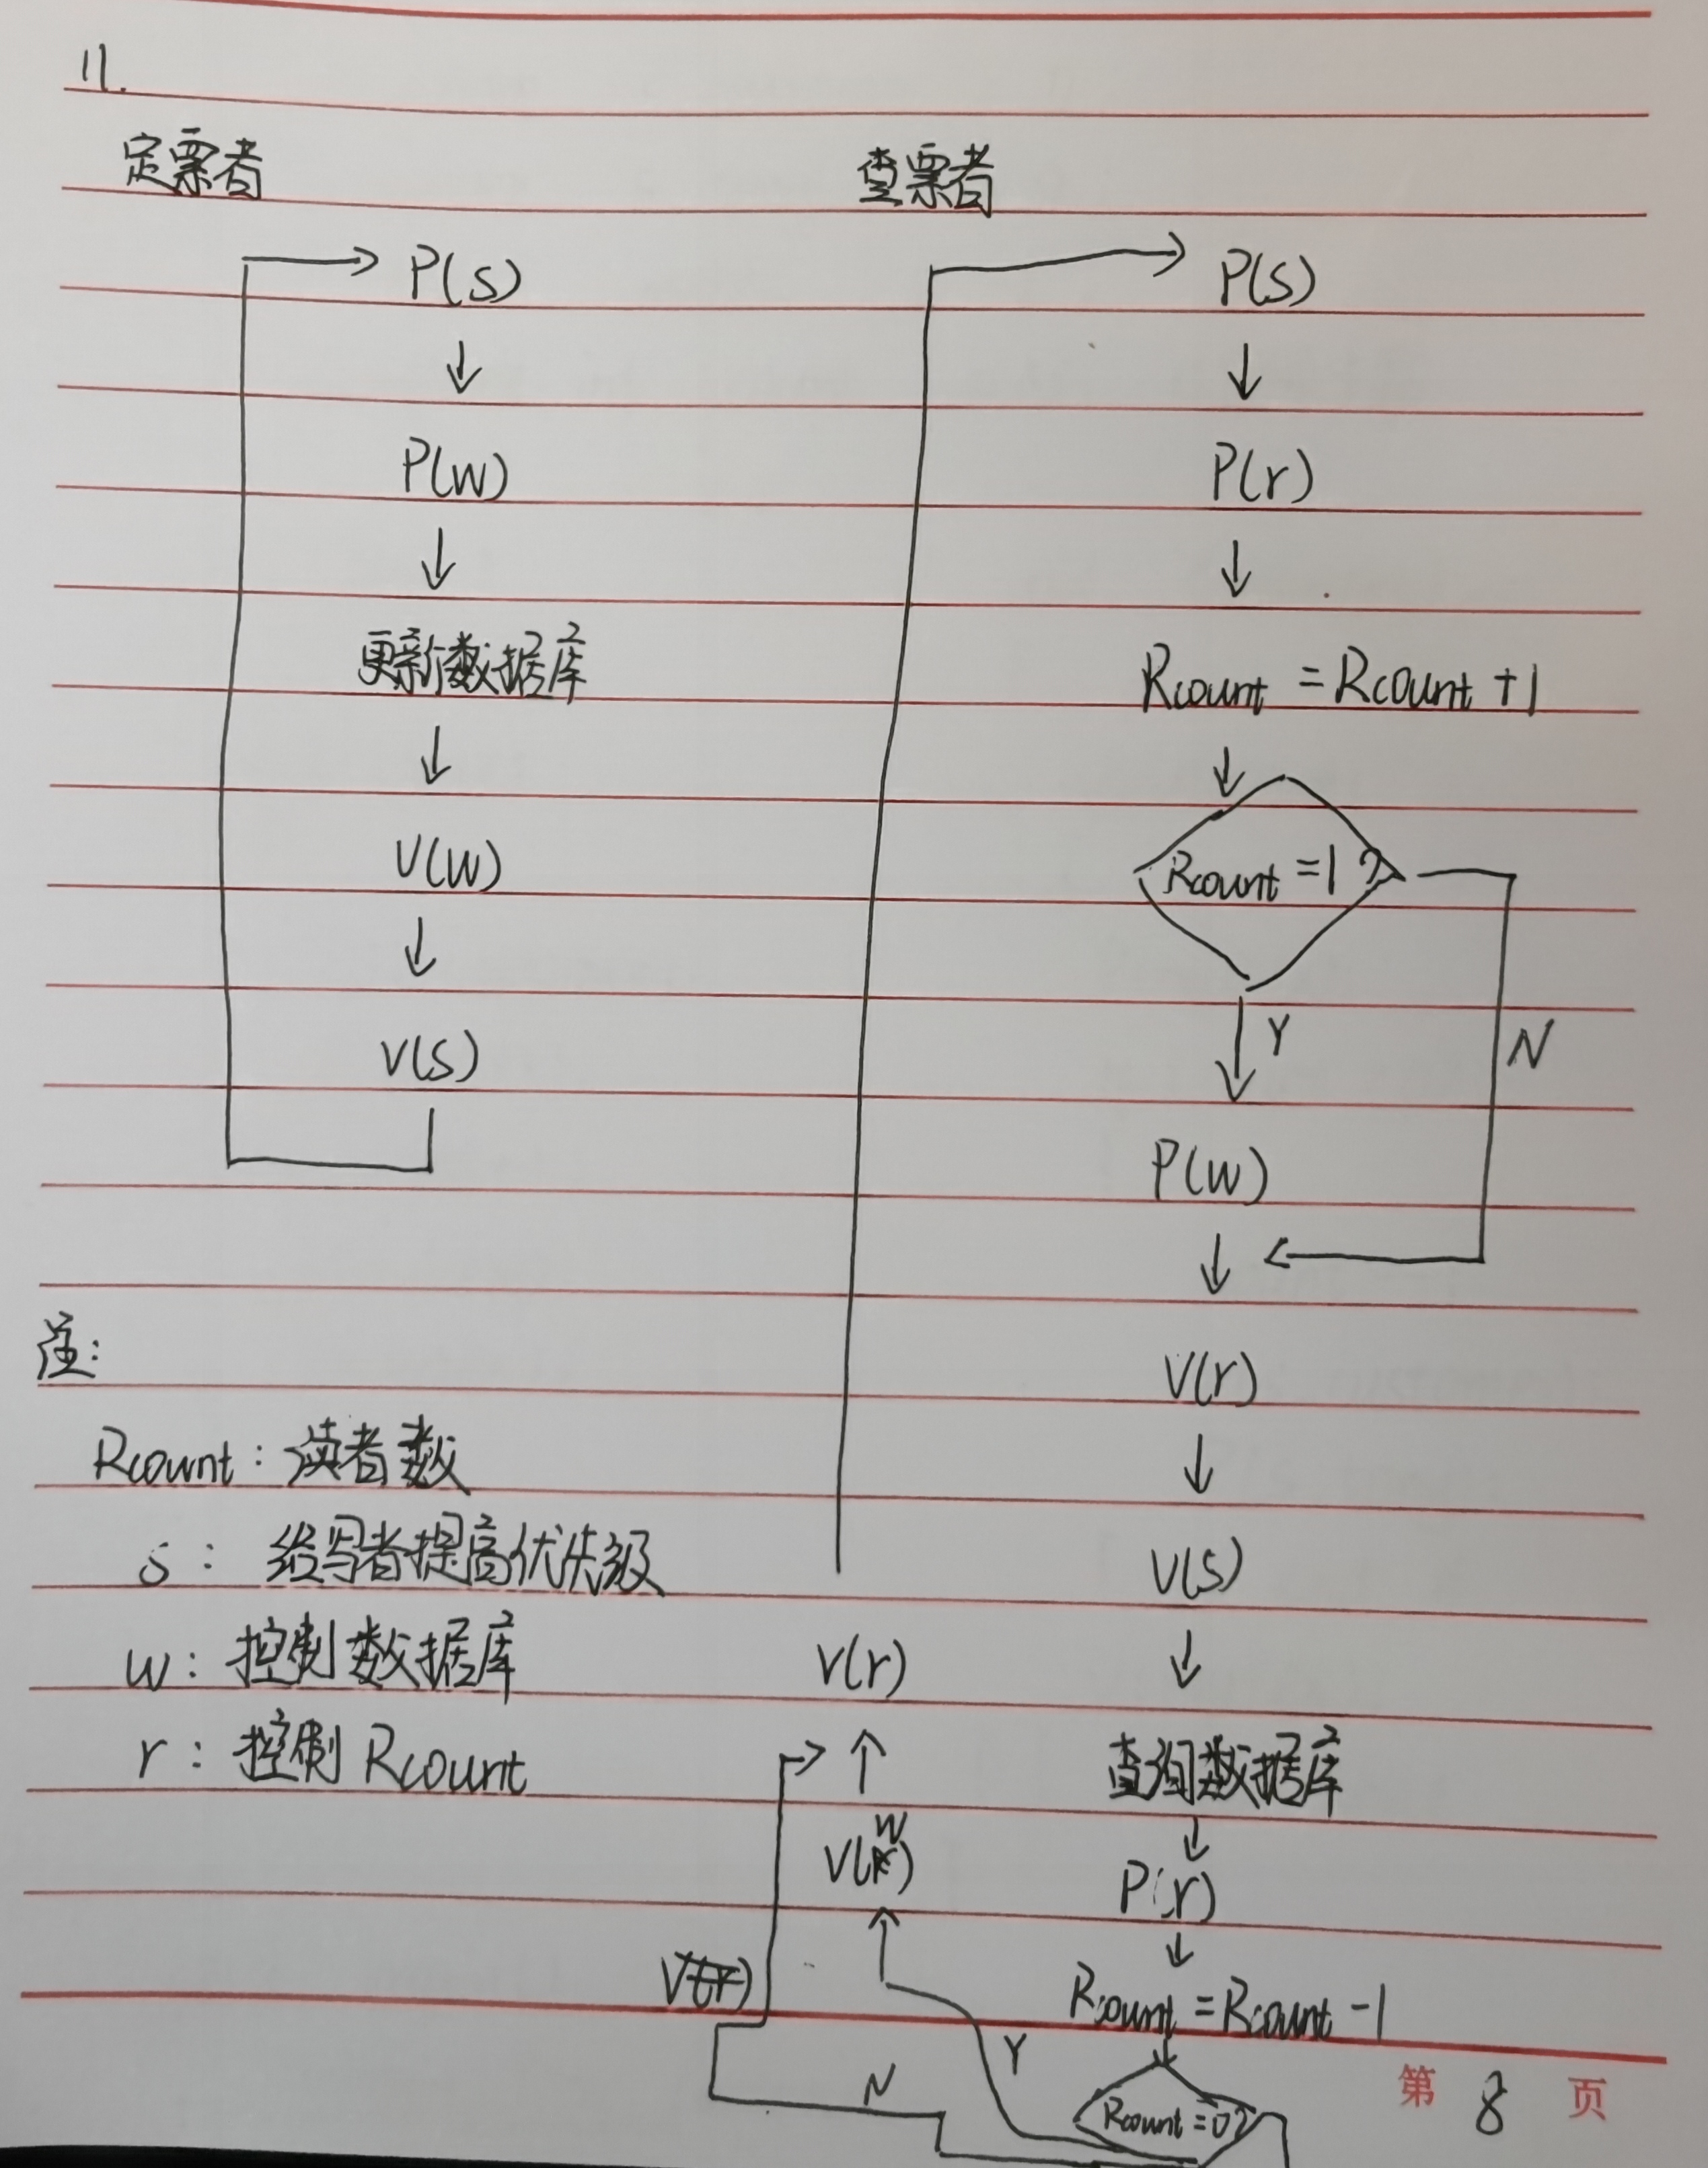 11.
定票者
查票者
P(S)
P(S)
P(W)
P(r)
更新数据库
Rcount = Rcount +1
V(W)
Rcount =1 ?
V(S)
Y
N
P(W)
注:
V(r)
Rcount: 读者数
s: 给写者提高优先级
V(S)
w: 控制数据库
V(r)
r: 控制 Rcount
查询数据库
V(W)
P(r)
Rcount = Rcount -1
Y
N
Rcount =0?
第 8 页